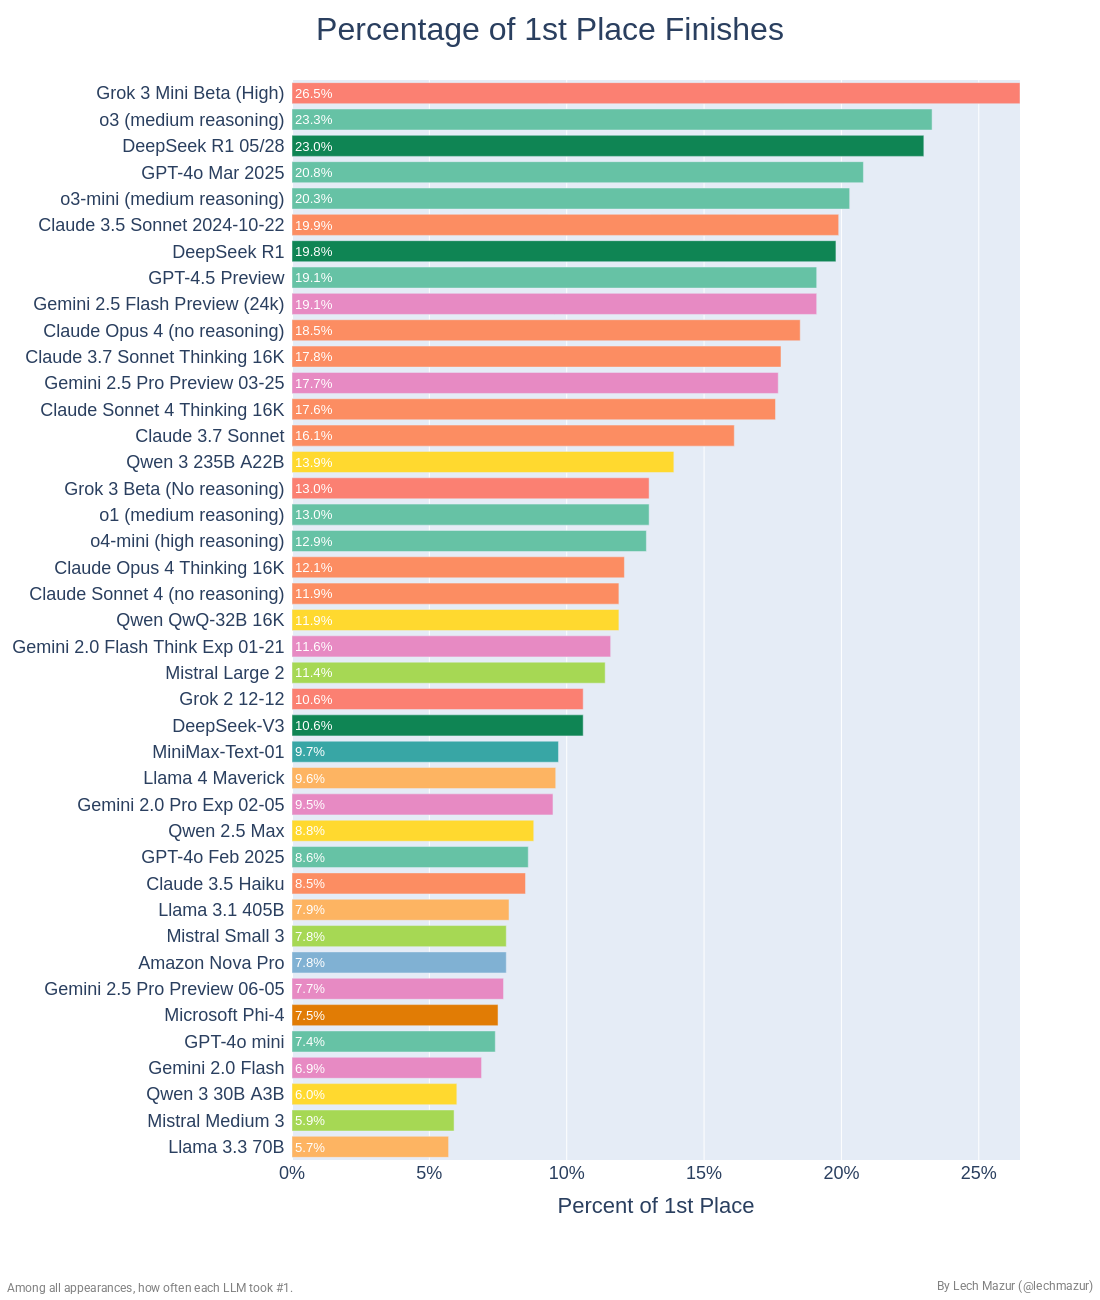 Percentage of 1st Place Finishes
Grok 3 Mini Beta (High) 26.5%
o3 (medium reasoning) 23.3%
DeepSeek R1 05/28 23.0%
GPT-4o Mar 2025 20.8%
o3-mini (medium reasoning) 20.3%
Claude 3.5 Sonnet 2024-10-22 19.9%
DeepSeek R1 19.8%
GPT-4.5 Preview 19.1%
Gemini 2.5 Flash Preview (24k) 19.1%
Claude Opus 4 (no reasoning) 18.5%
Claude 3.7 Sonnet Thinking 16K 17.8%
Gemini 2.5 Pro Preview 03-25 17.7%
Claude Sonnet 4 Thinking 16K 17.6%
Claude 3.7 Sonnet 16.1%
Qwen 3 235B A22B 13.9%
Grok 3 Beta (No reasoning) 13.0%
o1 (medium reasoning) 13.0%
o4-mini (high reasoning) 12.9%
Claude Opus 4 Thinking 16K 12.1%
Claude Sonnet 4 (no reasoning) 11.9%
Qwen QwQ-32B 16K 11.9%
Gemini 2.0 Flash Think Exp 01-21 11.6%
Mistral Large 2 11.4%
Grok 2 12-12 10.6%
DeepSeek-V3 10.6%
MiniMax-Text-01 9.7%
Llama 4 Maverick 9.6%
Gemini 2.0 Pro Exp 02-05 9.5%
Qwen 2.5 Max 8.8%
GPT-4o Feb 2025 8.6%
Claude 3.5 Haiku 8.5%
Llama 3.1 405B 7.9%
Mistral Small 3 7.8%
Amazon Nova Pro 7.8%
Gemini 2.5 Pro Preview 06-05 7.7%
Microsoft Phi-4 7.5%
GPT-4o mini 7.4%
Gemini 2.0 Flash 6.9%
Qwen 3 30B A3B 6.0%
Mistral Medium 3 5.9%
Llama 3.3 70B 5.7%
0% 5% 10% 15% 20% 25%
Percent of 1st Place
Among all appearances, how often each LLM took #1.
By Lech Mazur (@lechmazur)